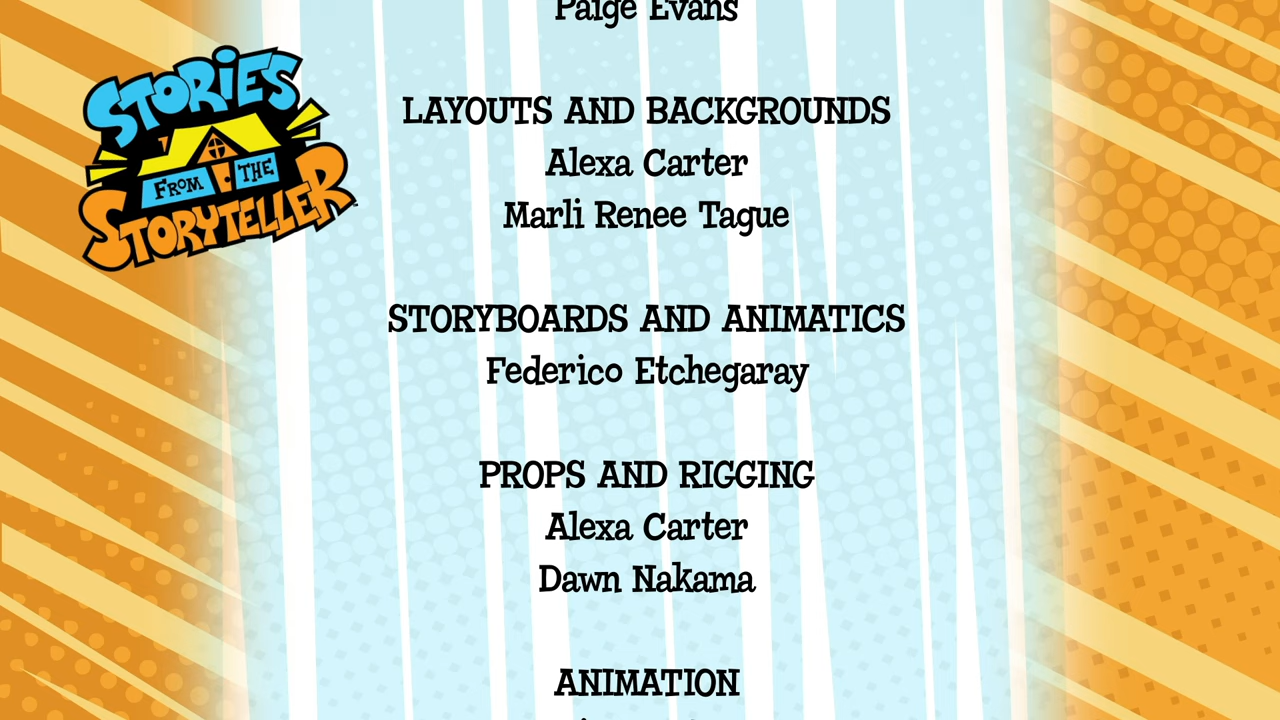 Paige Evans
STORIES
FROM THE
STORYTELLER
LAYOUTS AND BACKGROUNDS
Alexa Carter
Marli Renee Tague
STORYBOARDS AND ANIMATICS
Federico Etchegaray
PROPS AND RIGGING
Alexa Carter
Dawn Nakama
ANIMATION